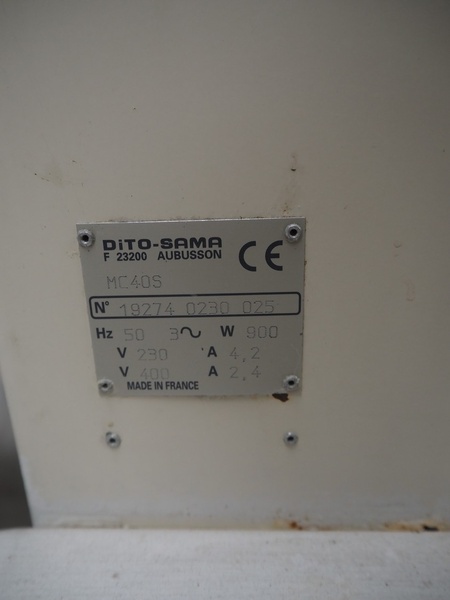 DiTO-SAMA
F 23200 AUBUSSON CE
MC40S
N° 19274 0230 025
Hz 50 3~ W 900
V 230 A 4,2
V 400 A 2,4
MADE IN FRANCE